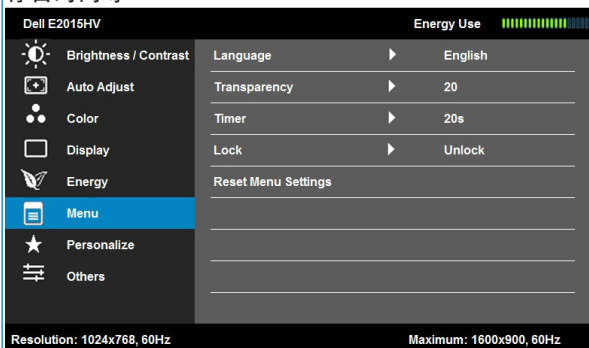 Dell E2015HV Energy Use
Brightness / Contrast Language English
Auto Adjust Transparency 20
Color Timer 20s
Display Lock Unlock
Energy Reset Menu Settings
Menu
Personalize
Others
Resolution: 1024x768, 60Hz Maximum: 1600x900, 60Hz